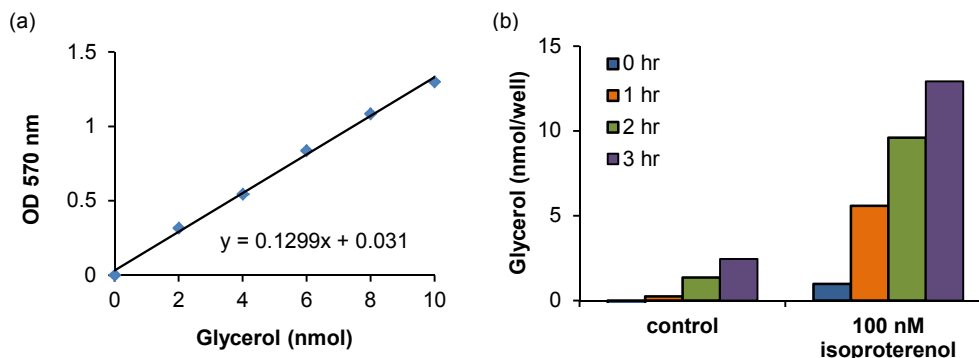 (a)
1.5
1
0.5
0
OD 570 nm
y = 0.1299x + 0.031
0 2 4 6 8 10
Glycerol (nmol)
(b)
15
10
5
0
Glycerol (nmol/well)
0 hr
1 hr
2 hr
3 hr
control
100 nM
isoproterenol